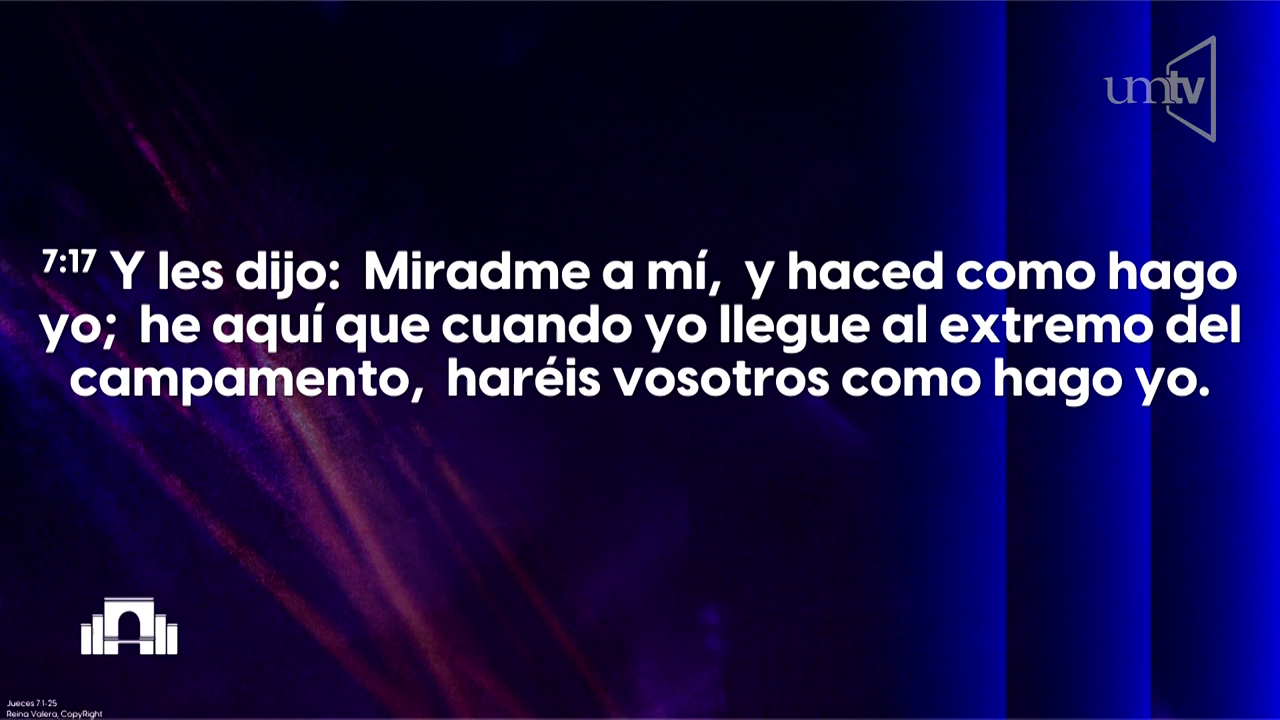 umtv
7:17 Y les dijo:  Miradme a mí,  y haced como hago
yo;  he aquí que cuando yo llegue al extremo del
campamento,  haréis vosotros como hago yo.
Jueces 7.1-25
Reina Valera, CopyRight